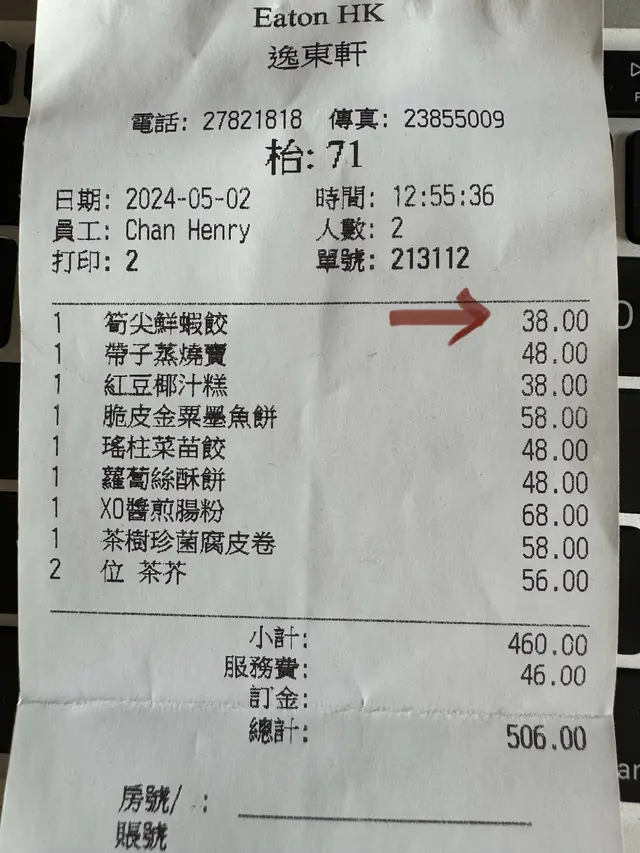 Eaton HK
逸東軒
電話: 27821818 傳真: 23855009
枱: 71
日期: 2024-05-02 時間: 12:55:36
員工: Chan Henry 人數: 2
打印: 2 單號: 213112
1 筍尖鮮蝦餃 38.00
1 帶子蒸燒賣 48.00
1 紅豆椰汁糕 38.00
1 脆皮金粟墨魚餅 58.00
1 瑤柱菜苗餃 48.00
1 蘿蔔絲酥餅 48.00
1 XO醬煎腸粉 68.00
1 茶樹珍菌腐皮卷 58.00
2 位 茶芥 56.00
小計: 460.00
服務費: 46.00
訂金:
總計: 506.00
房號/ :
賬號